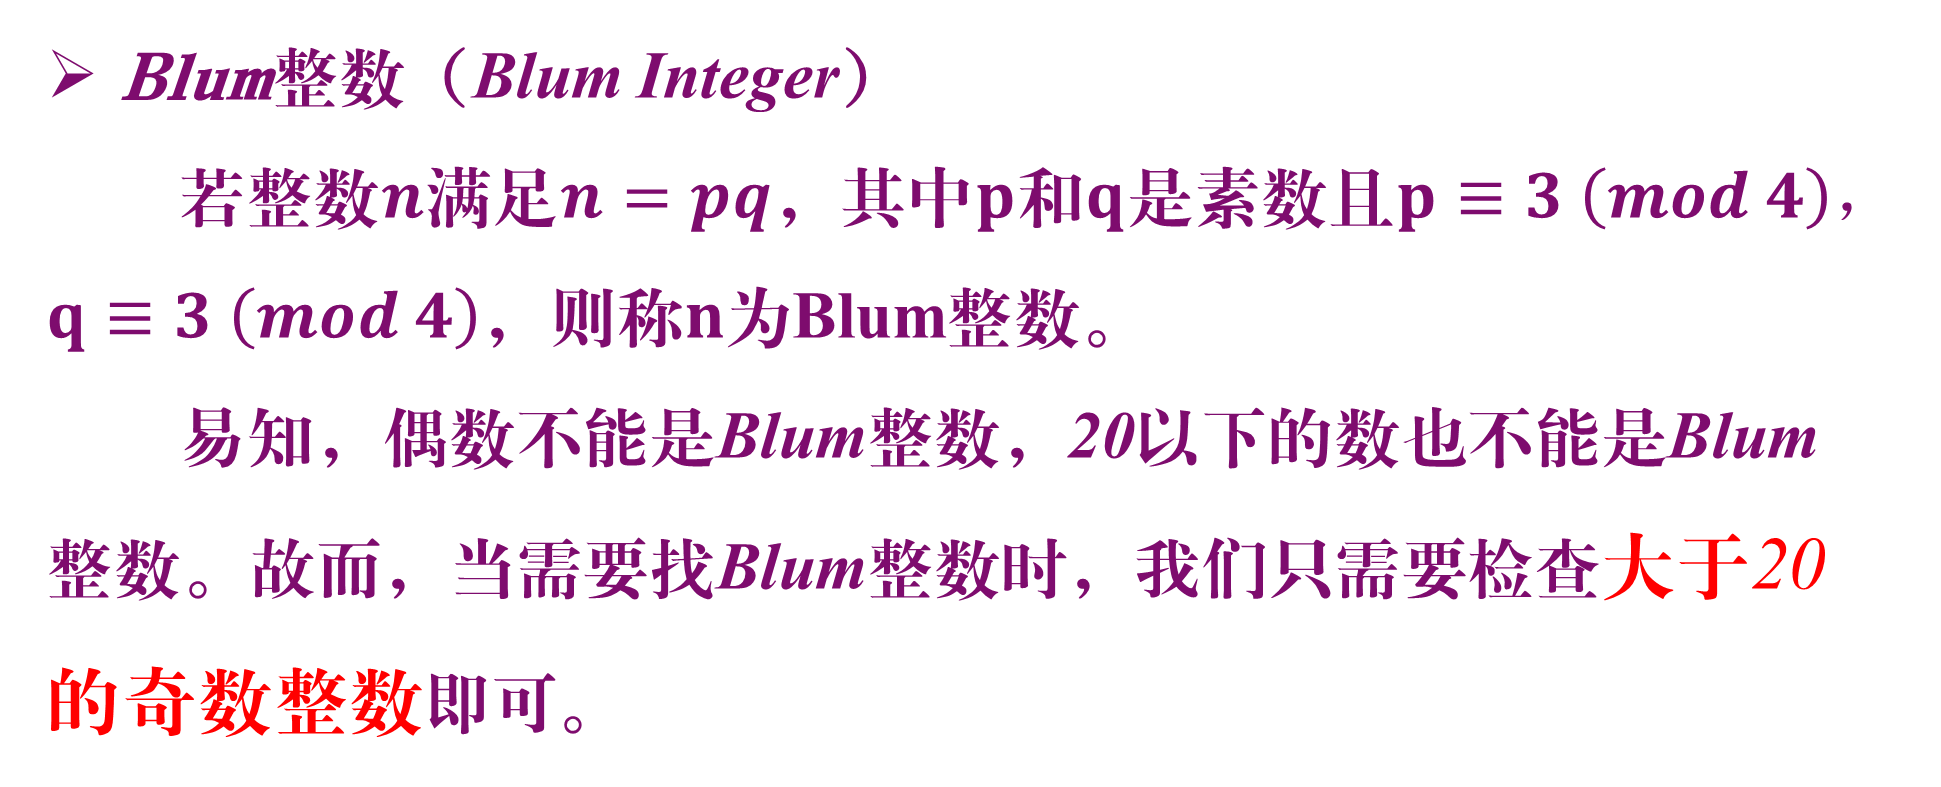 ➢ Blum整数（Blum Integer）
若整数n满足n = pq，其中p和q是素数且p ≡ 3 (mod 4)，
q ≡ 3 (mod 4)，则称n为Blum整数。
易知，偶数不能是Blum整数，20以下的数也不能是Blum
整数。故而，当需要找Blum整数时，我们只需要检查大于20
的奇数整数即可。